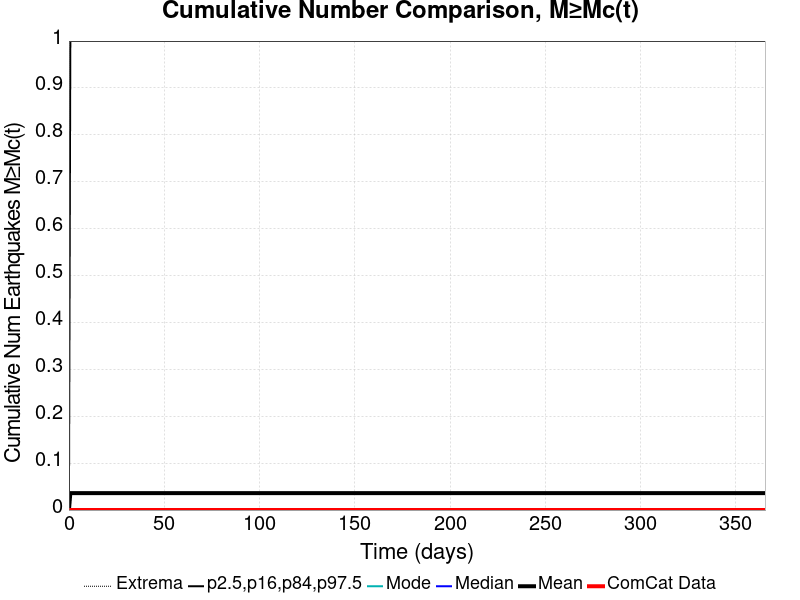 Cumulative Number Comparison, M≥Mc(t)
Cumulative Num Earthquakes M≥Mc(t)
1
0.9
0.8
0.7
0.6
0.5
0.4
0.3
0.2
0.1
0
0 50 100 150 200 250 300 350
Time (days)
Extrema p2.5,p16,p84,p97.5 Mode Median Mean ComCat Data